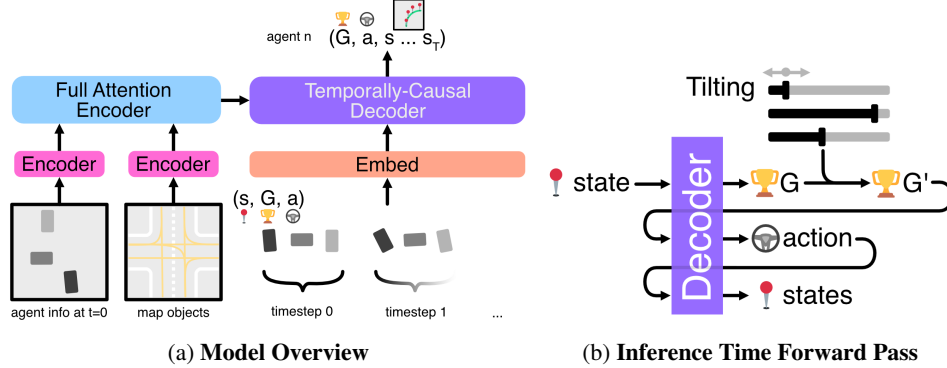 agent n (G, a, s ... s_T)
Full Attention
Encoder
Temporally-Causal
Decoder
Encoder
Encoder
Embed
(s, G, a)
agent info at t=0
map objects
timestep 0
timestep 1
...
(a) Model Overview
Tilting
state
Decoder
G
G'
action
states
(b) Inference Time Forward Pass